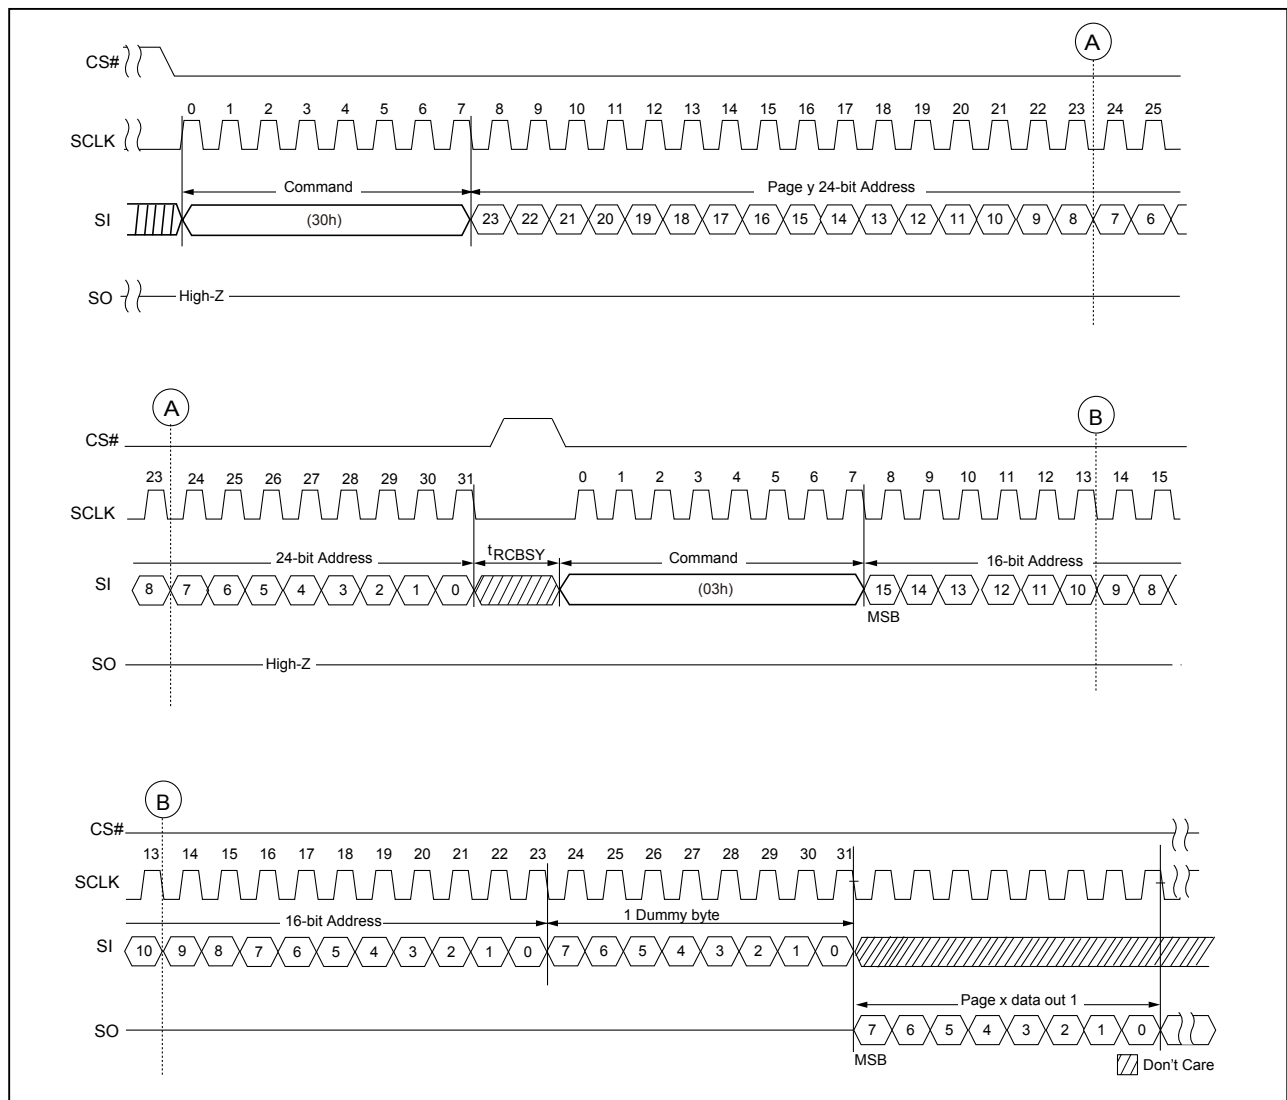 A
CS#
0 1 2 3 4 5 6 7 8 9 10 11 12 13 14 15 16 17 18 19 20 21 22 23 24 25
SCLK
Command Page y 24-bit Address
SI (30h) 23 22 21 20 19 18 17 16 15 14 13 12 11 10 9 8 7 6
SO High-Z
A B
CS#
23 24 25 26 27 28 29 30 31 0 1 2 3 4 5 6 7 8 9 10 11 12 13 14 15
SCLK
24-bit Address tRCBSY Command 16-bit Address
SI 8 7 6 5 4 3 2 1 0 (03h) 15 14 13 12 11 10 9 8
MSB
SO High-Z
B
CS#
13 14 15 16 17 18 19 20 21 22 23 24 25 26 27 28 29 30 31
SCLK
16-bit Address 1 Dummy byte
SI 10 9 8 7 6 5 4 3 2 1 0 7 6 5 4 3 2 1 0
Page x data out 1
SO 7 6 5 4 3 2 1 0
MSB Don't Care